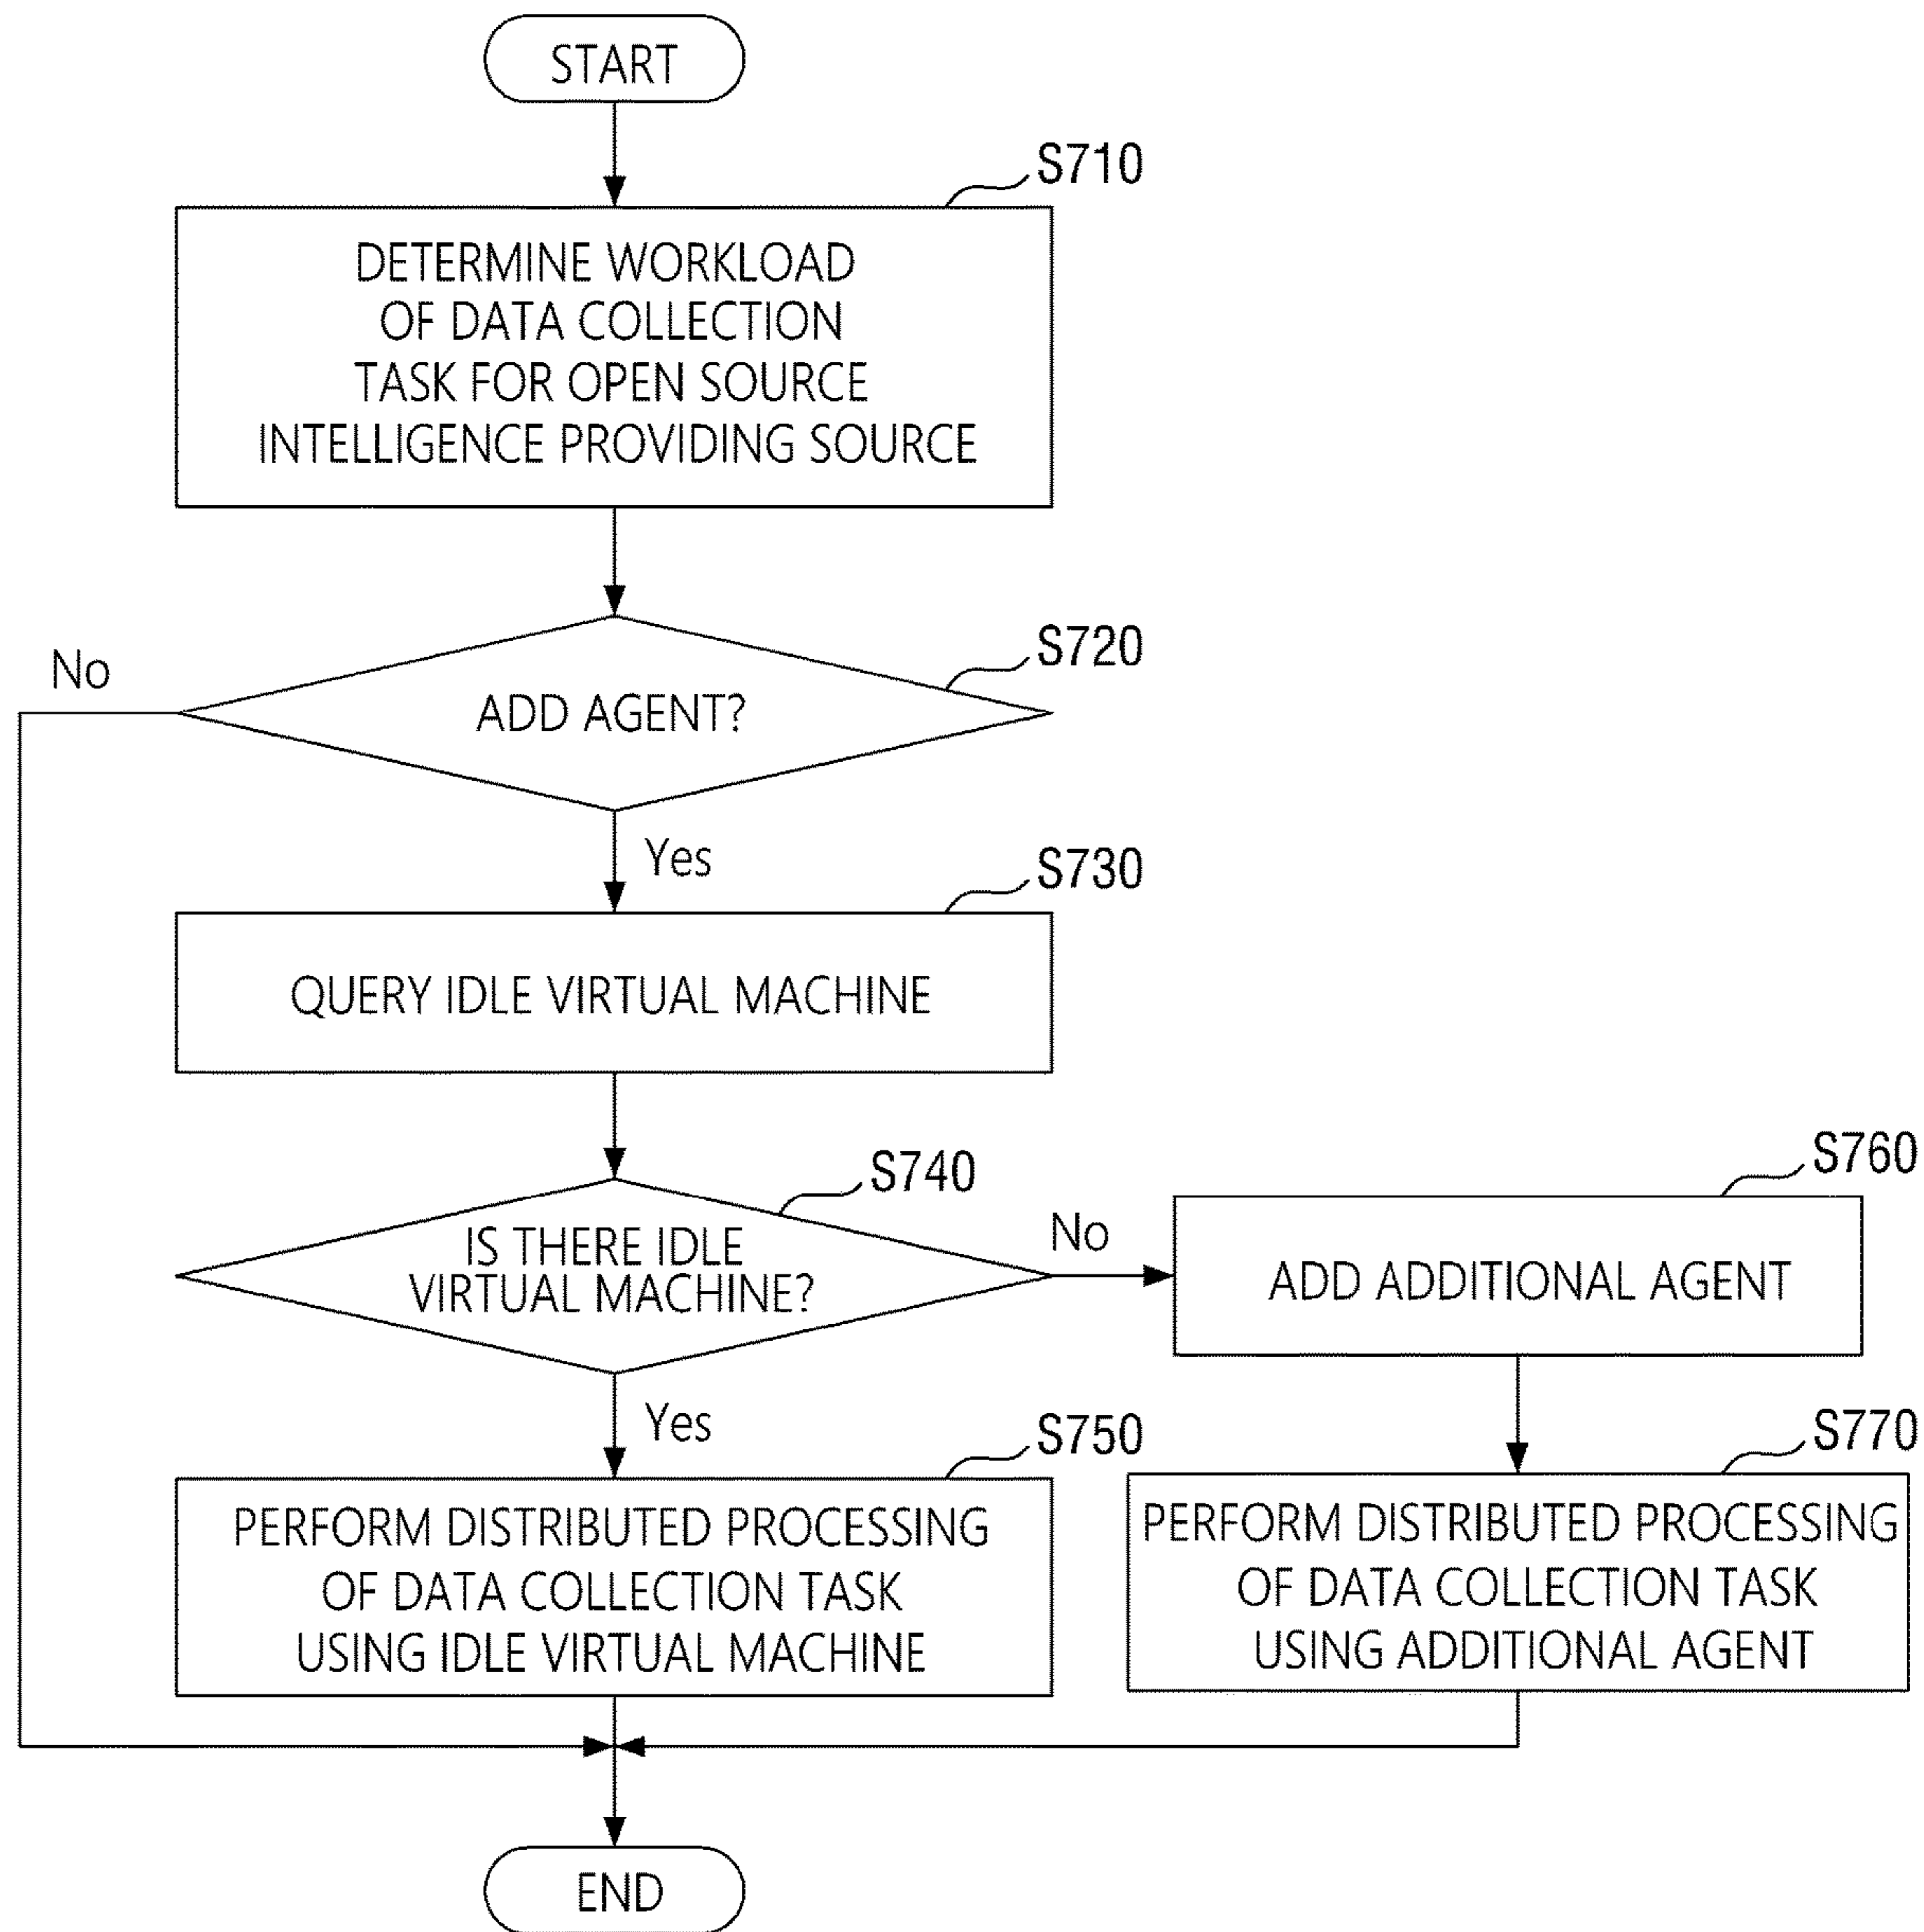 START
S710
DETERMINE WORKLOAD
OF DATA COLLECTION
TASK FOR OPEN SOURCE
INTELLIGENCE PROVIDING SOURCE
S720
No
ADD AGENT?
Yes
S730
QUERY IDLE VIRTUAL MACHINE
S740
IS THERE IDLE
VIRTUAL MACHINE?
No
S760
ADD ADDITIONAL AGENT
Yes
S750
PERFORM DISTRIBUTED PROCESSING
OF DATA COLLECTION TASK
USING IDLE VIRTUAL MACHINE
S770
PERFORM DISTRIBUTED PROCESSING
OF DATA COLLECTION TASK
USING ADDITIONAL AGENT
END